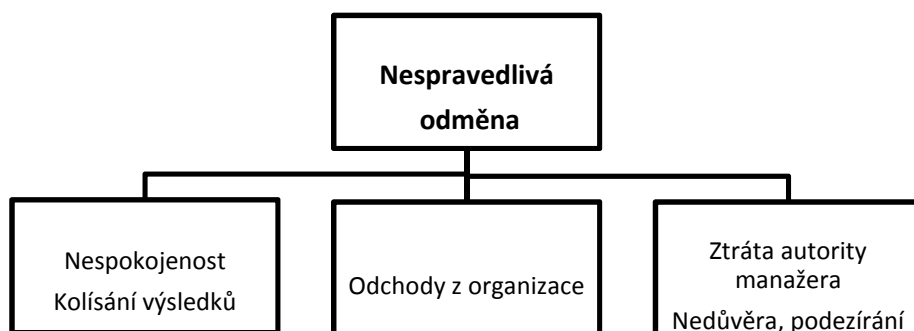 Nespravedlivá
odměna
Nespokojenost
Kolísání výsledků
Odchody z organizace
Ztráta autority
manažera
Nedůvěra, podezírání